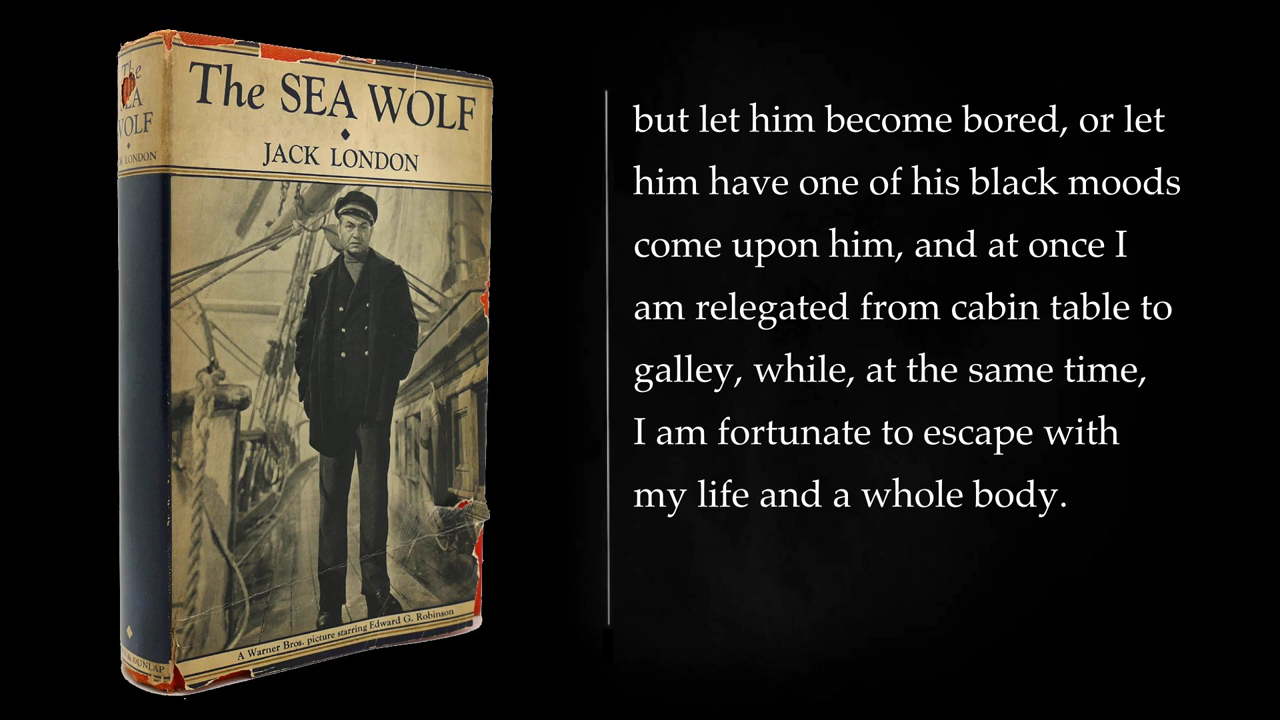 The SEA WOLF
JACK LONDON
A Warner Bros. picture starring Edward G. Robinson
The
SEA
WOLF
LONDON
DUNLAP
but let him become bored, or let
him have one of his black moods
come upon him, and at once I
am relegated from cabin table to
galley, while, at the same time,
I am fortunate to escape with
my life and a whole body.